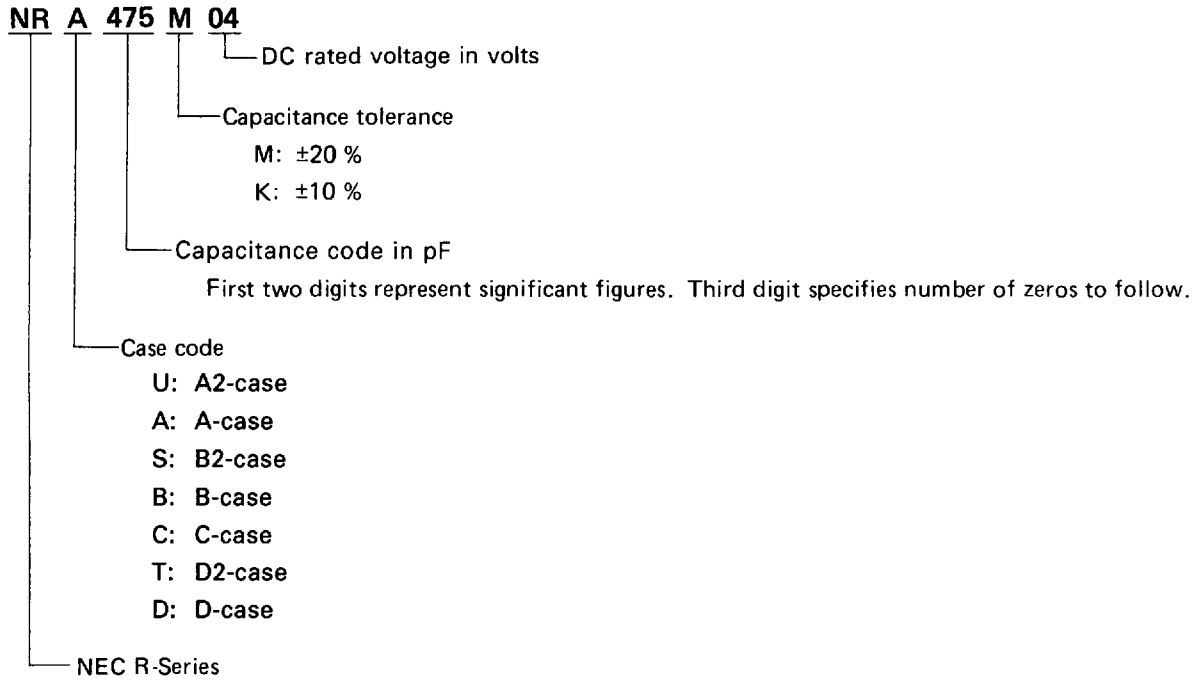 NR A 475 M 04
DC rated voltage in volts
Capacitance tolerance
M: ±20 %
K: ±10 %
Capacitance code in pF
First two digits represent significant figures. Third digit specifies number of zeros to follow.
Case code
U: A2-case
A: A-case
S: B2-case
B: B-case
C: C-case
T: D2-case
D: D-case
NEC R-Series